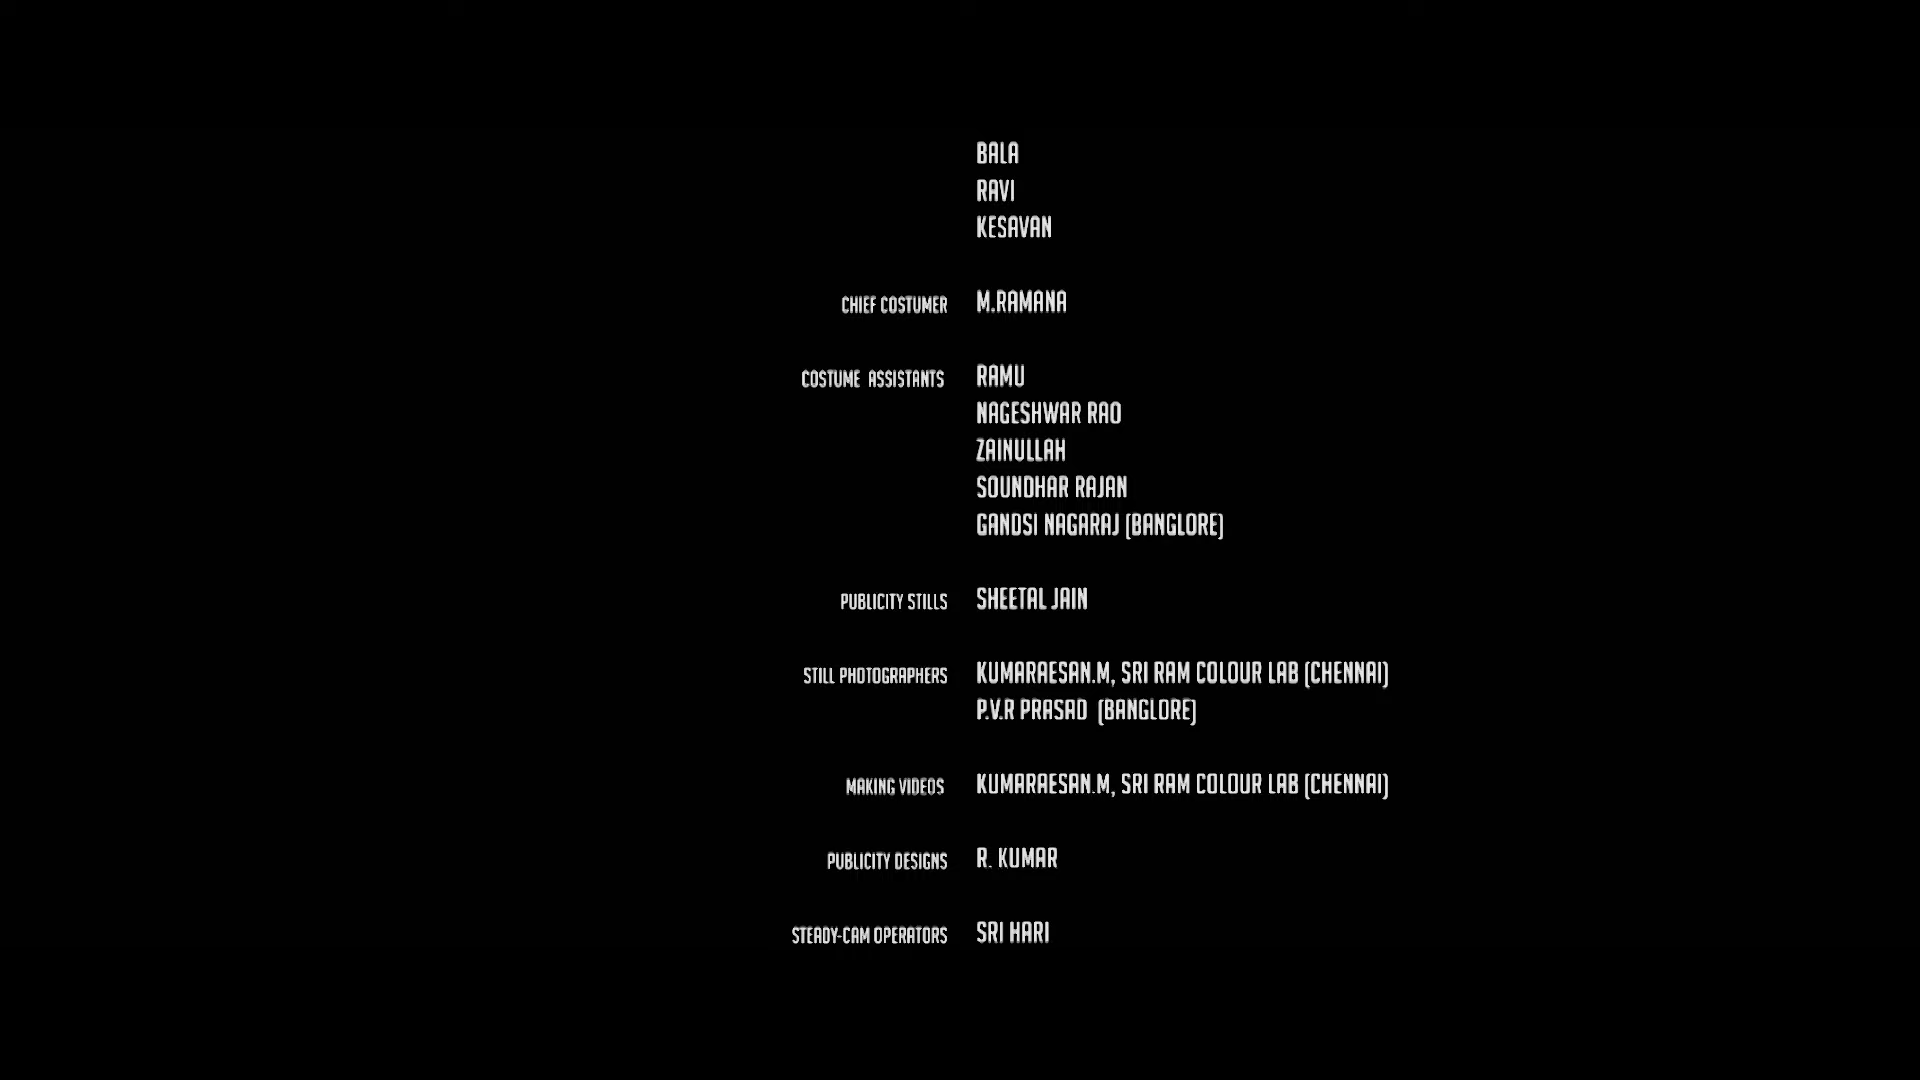 BALA
RAVI
KESAVAN
CHIEF COSTUMER M.RAMANA
COSTUME ASSISTANTS RAMU
NAGESHWAR RAO
ZAINULLAH
SOUNDHAR RAJAN
GANDSI NAGARAJ (BANGLORE)
PUBLICITY STILLS SHEETAL JAIN
STILL PHOTOGRAPHERS KUMARAESAN.M, SRI RAM COLOUR LAB (CHENNAI)
P.V.R PRASAD (BANGLORE)
MAKING VIDEOS KUMARAESAN.M, SRI RAM COLOUR LAB (CHENNAI)
PUBLICITY DESIGNS R. KUMAR
STEADY-CAM OPERATORS SRI HARI